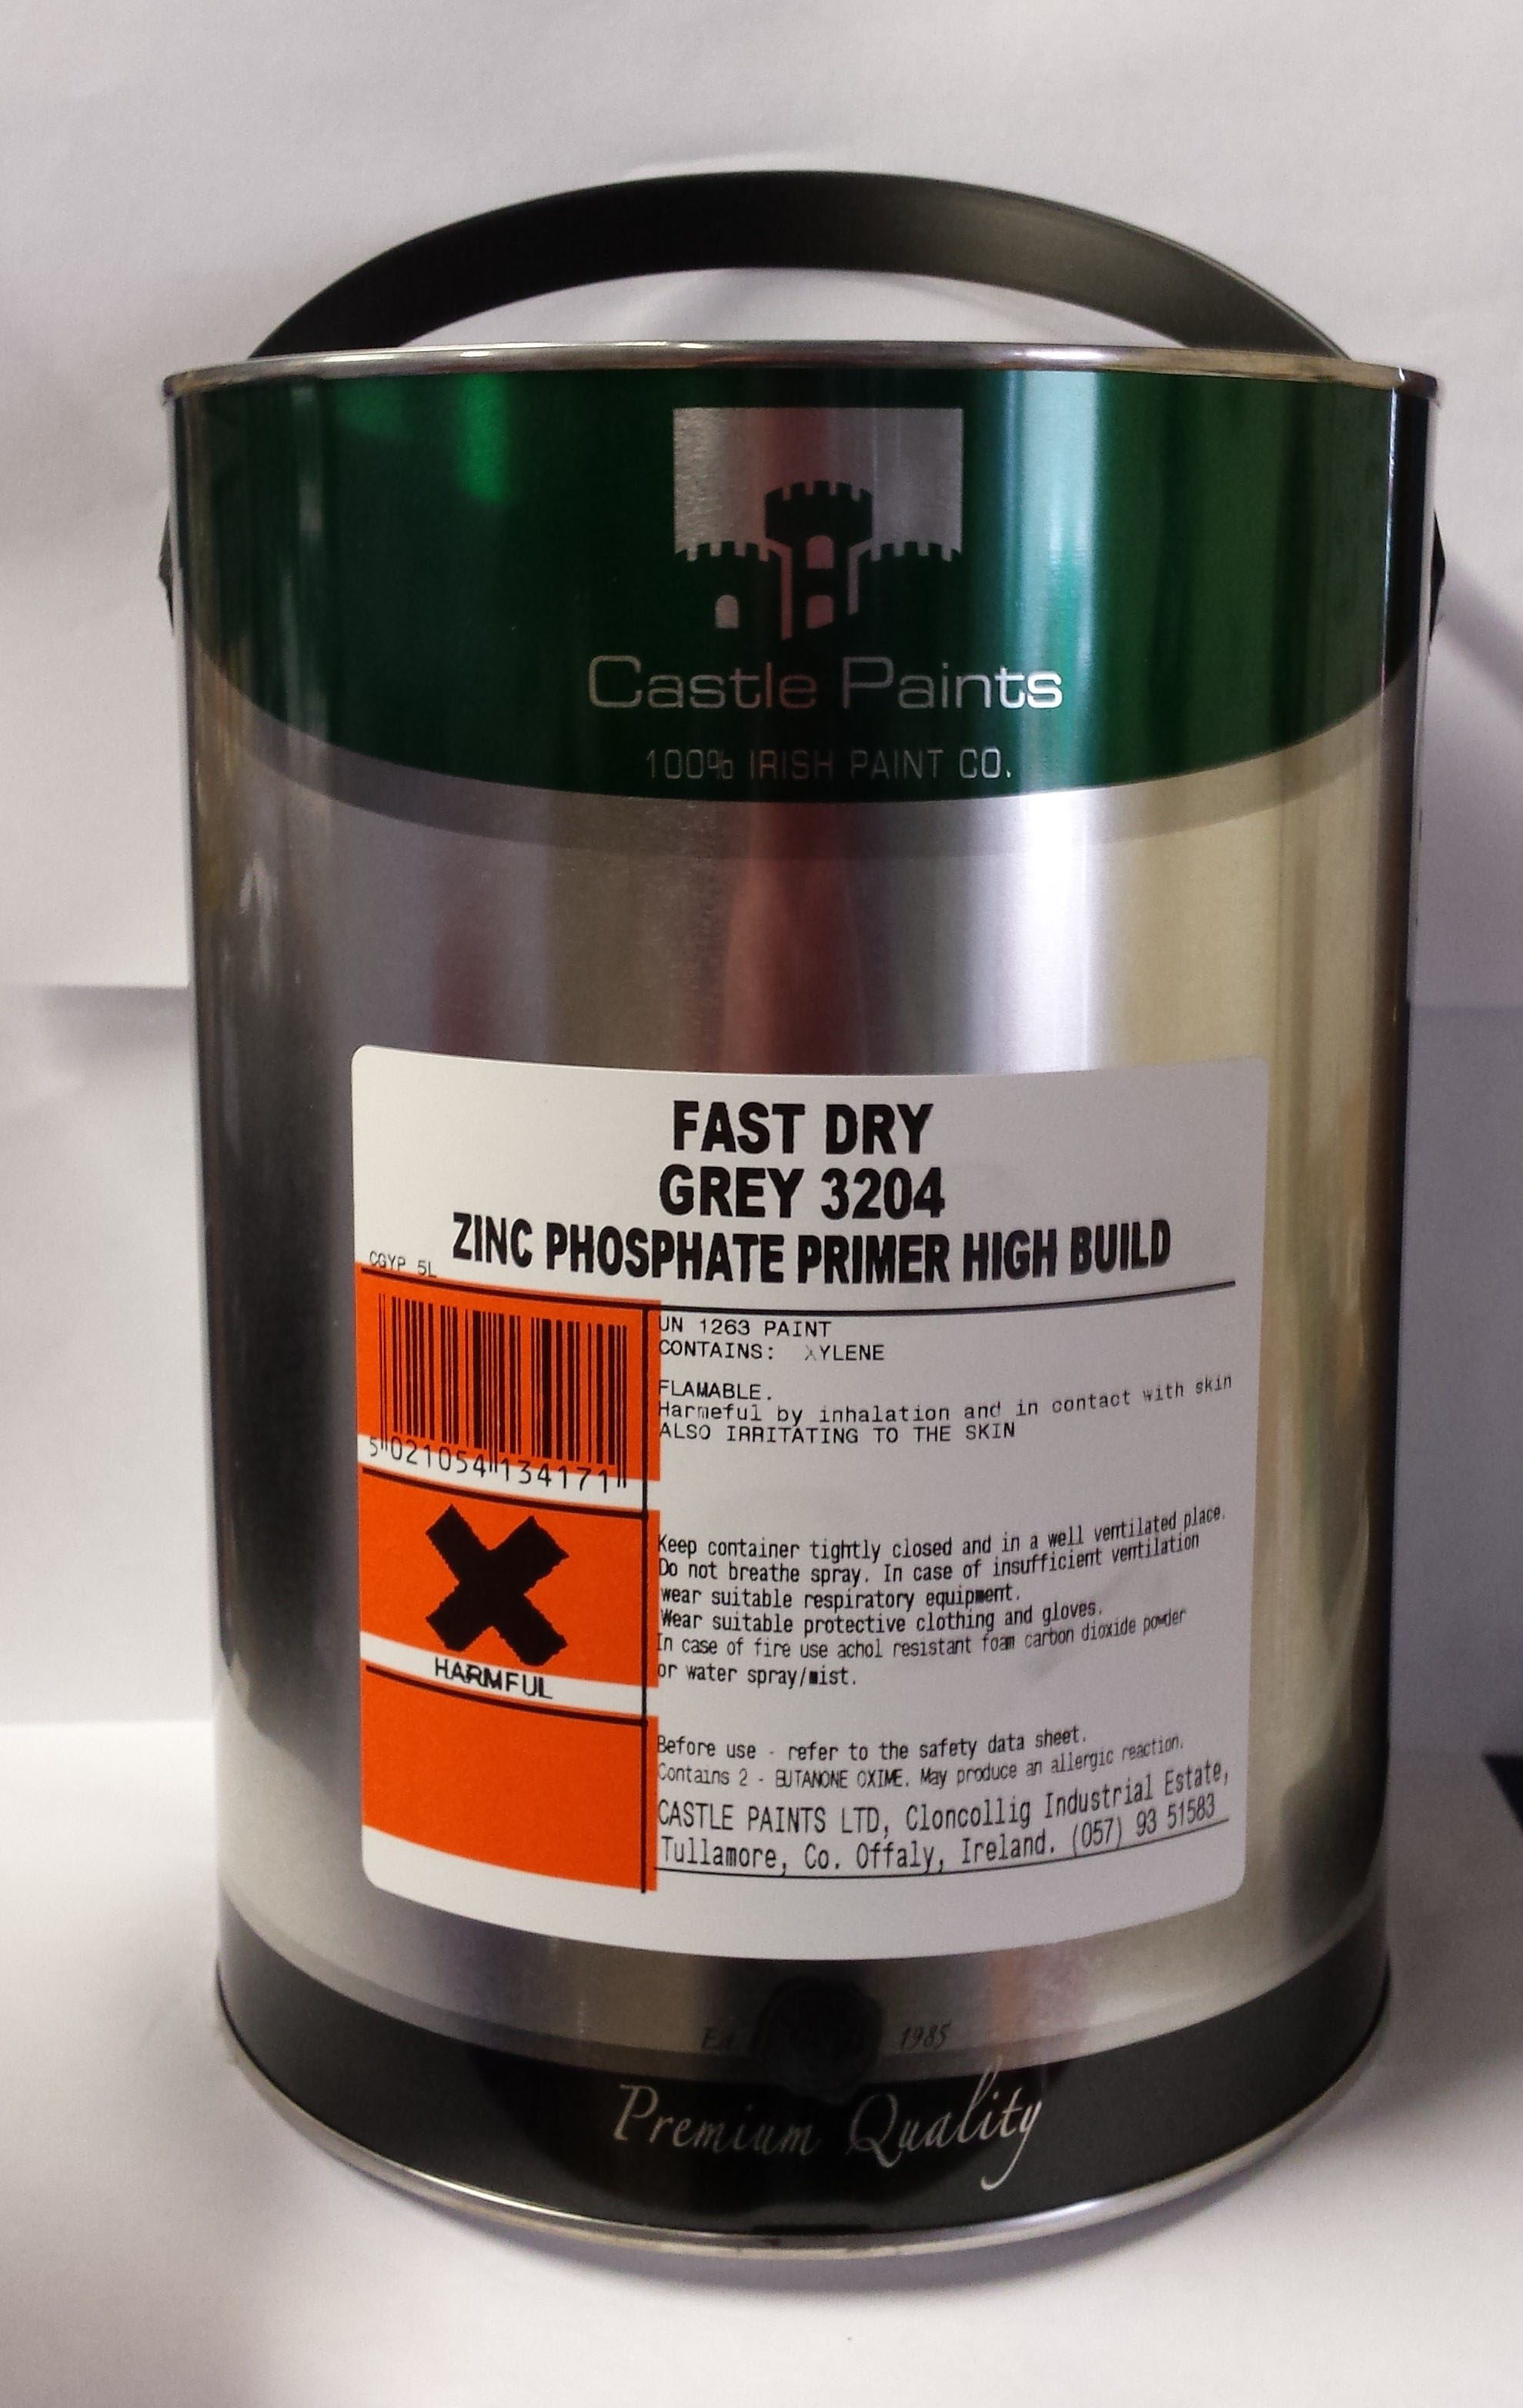 Castle Paints
100% IRISH PAINT CO.
FAST DRY
GREY 3204
ZINC PHOSPHATE PRIMER HIGH BUILD
CGYP 5L
5 021054 134171
HARMFUL
UN 1263 PAINT
CONTAINS: XYLENE
FLAMABLE.
Harmeful by inhalation and in contact with skin
ALSO IRRITATING TO THE SKIN
Keep container tightly closed and in a well ventilated place.
Do not breathe spray. In case of insufficient ventilation
wear suitable respiratory equipment.
Wear suitable protective clothing and gloves.
In case of fire use achol resistant foam carbon dioxide powder
or water spray/mist.
Before use - refer to the safety data sheet.
Contains 2 - BUTANONE OXIME. May produce an allergic reaction.
CASTLE PAINTS LTD, Cloncollig Industrial Estate,
Tullamore, Co. Offaly, Ireland. (057) 93 51583
1985
Premium Quality